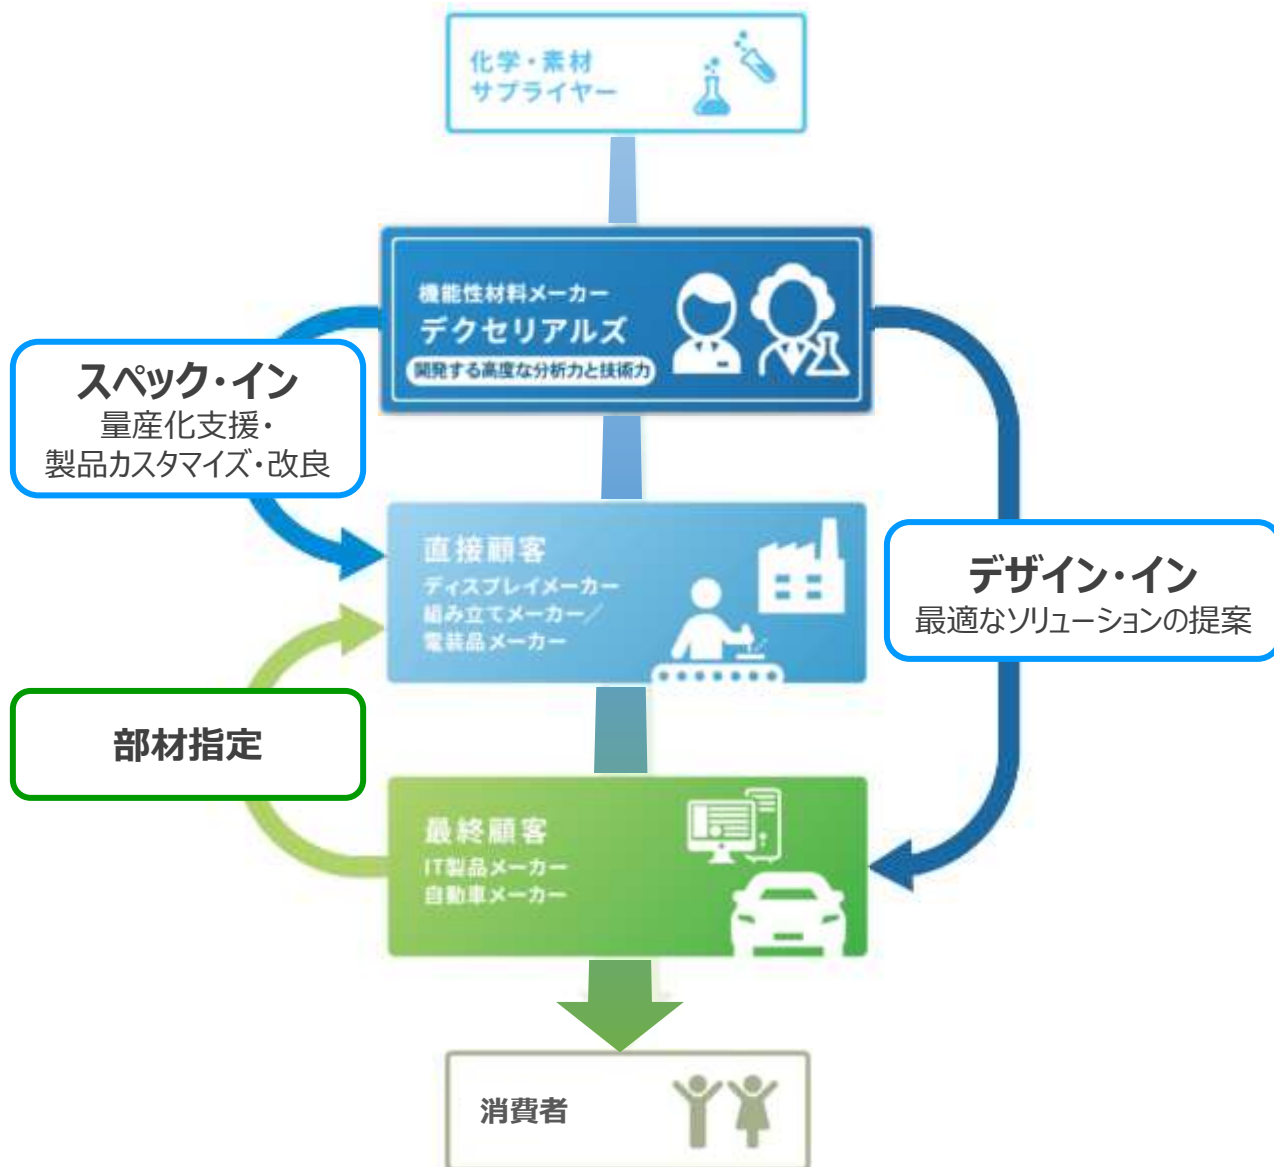 化学・素材
サプライヤー
機能性材料メーカー
デクセリアルズ
開発する高度な分析力と技術力
スペック・イン
量産化支援・
製品カスタマイズ・改良
直接顧客
ディスプレイメーカー
組み立てメーカー／
電装品メーカー
デザイン・イン
最適なソリューションの提案
部材指定
最終顧客
IT製品メーカー
自動車メーカー
消費者